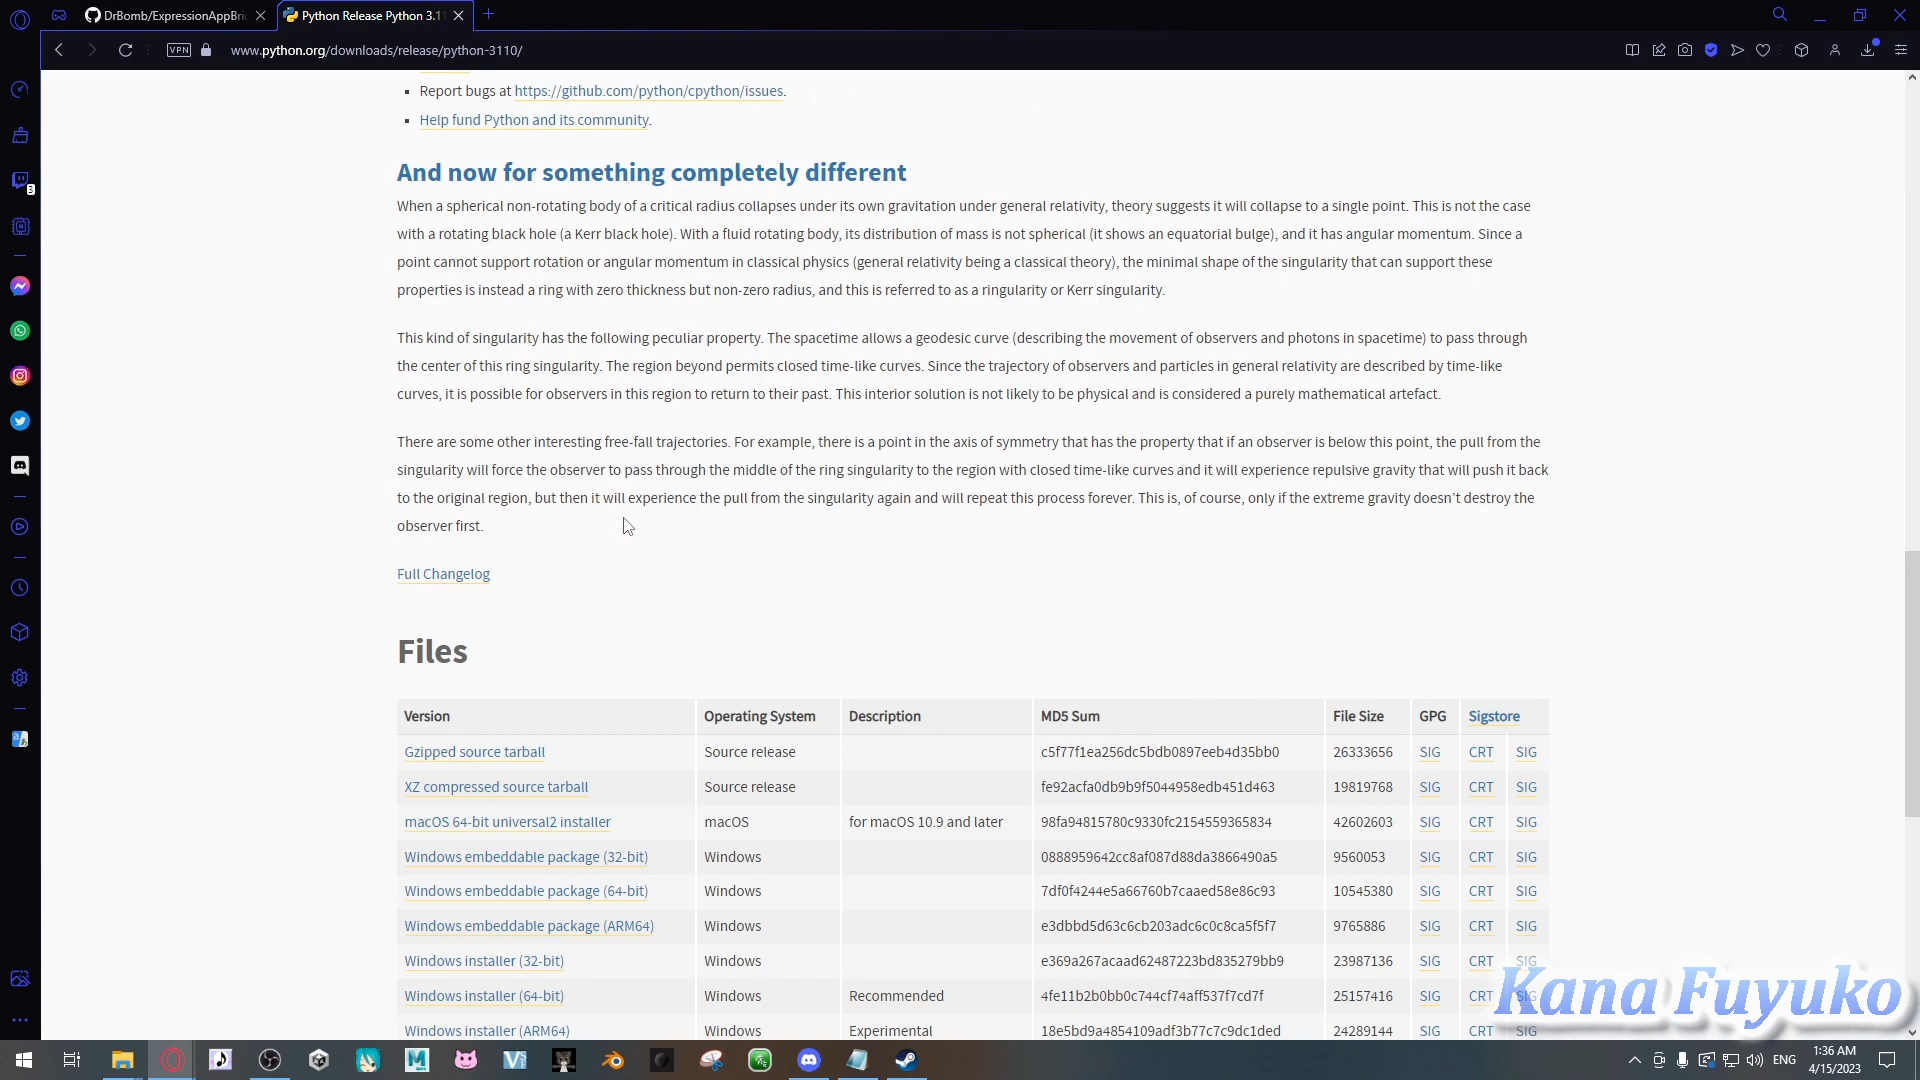 DrBomb/ExpressionAppBri
Python Release Python 3.1
VPN
www.python.org/downloads/release/python-3110/
3
Report bugs at https://github.com/python/cpython/issues.
Help fund Python and its community.
And now for something completely different
When a spherical non-rotating body of a critical radius collapses under its own gravitation under general relativity, theory suggests it will collapse to a single point. This is not the case
with a rotating black hole (a Kerr black hole). With a fluid rotating body, its distribution of mass is not spherical (it shows an equatorial bulge), and it has angular momentum. Since a
point cannot support rotation or angular momentum in classical physics (general relativity being a classical theory), the minimal shape of the singularity that can support these
properties is instead a ring with zero thickness but non-zero radius, and this is referred to as a ringularity or Kerr singularity.
This kind of singularity has the following peculiar property. The spacetime allows a geodesic curve (describing the movement of observers and photons in spacetime) to pass through
the center of this ring singularity. The region beyond permits closed time-like curves. Since the trajectory of observers and particles in general relativity are described by time-like
curves, it is possible for observers in this region to return to their past. This interior solution is not likely to be physical and is considered a purely mathematical artefact.
There are some other interesting free-fall trajectories. For example, there is a point in the axis of symmetry that has the property that if an observer is below this point, the pull from the
singularity will force the observer to pass through the middle of the ring singularity to the region with closed time-like curves and it will experience repulsive gravity that will push it back
to the original region, but then it will experience the pull from the singularity again and will repeat this process forever. This is, of course, only if the extreme gravity doesn’t destroy the
observer first.
Full Changelog
Files
Version Operating System Description MD5 Sum File Size GPG Sigstore
Gzipped source tarball Source release c5f77f1ea256dc5bdb0897eeb4d35bb0 26333656 SIG CRT SIG
XZ compressed source tarball Source release fe92acfa0db9b9f5044958edb451d463 19819768 SIG CRT SIG
macOS 64-bit universal2 installer macOS for macOS 10.9 and later 98fa94815780c9330fc2154559365834 42602603 SIG CRT SIG
Windows embeddable package (32-bit) Windows 0888959642cc8af087d88da3866490a5 9560053 SIG CRT SIG
Windows embeddable package (64-bit) Windows 7df0f4244e5a66760b7caaed58e86c93 10545380 SIG CRT SIG
Windows embeddable package (ARM64) Windows e3dbbd5d63c6cb203adc6c0c8ca5f5f7 9765886 SIG CRT SIG
Windows installer (32-bit) Windows e369a267acaad62487223bd835279bb9 23987136 SIG CRT SIG
Windows installer (64-bit) Windows Recommended 4fe11b2b0bb0c744cf74aff537f7cd7f 25157416 SIG CRT SIG
Windows installer (ARM64) Windows Experimental 18e5bd9a4854109adf3b77c7c9dc1ded 24289144 SIG CRT SIG
Kana Fuyuko
ENG
1:36 AM
4/15/2023